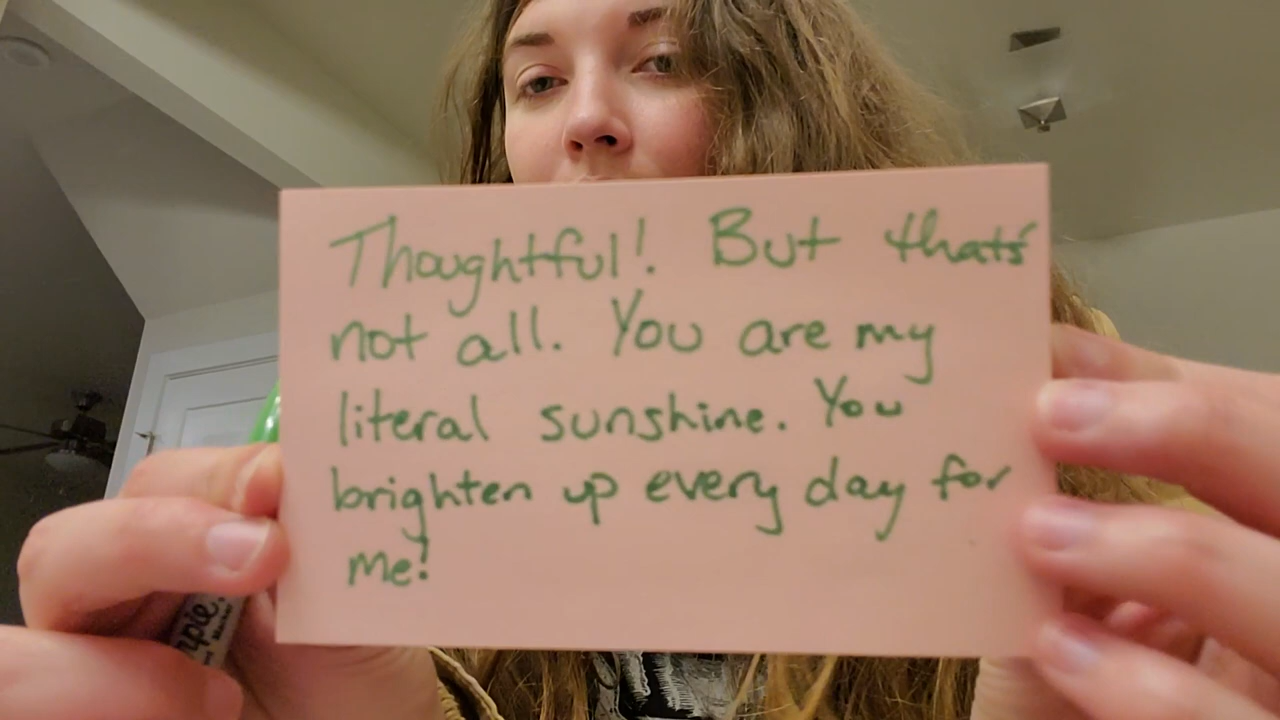 Thoughtful! But thats'
not all. You are my
literal sunshine. You
brighten up every day for
me!